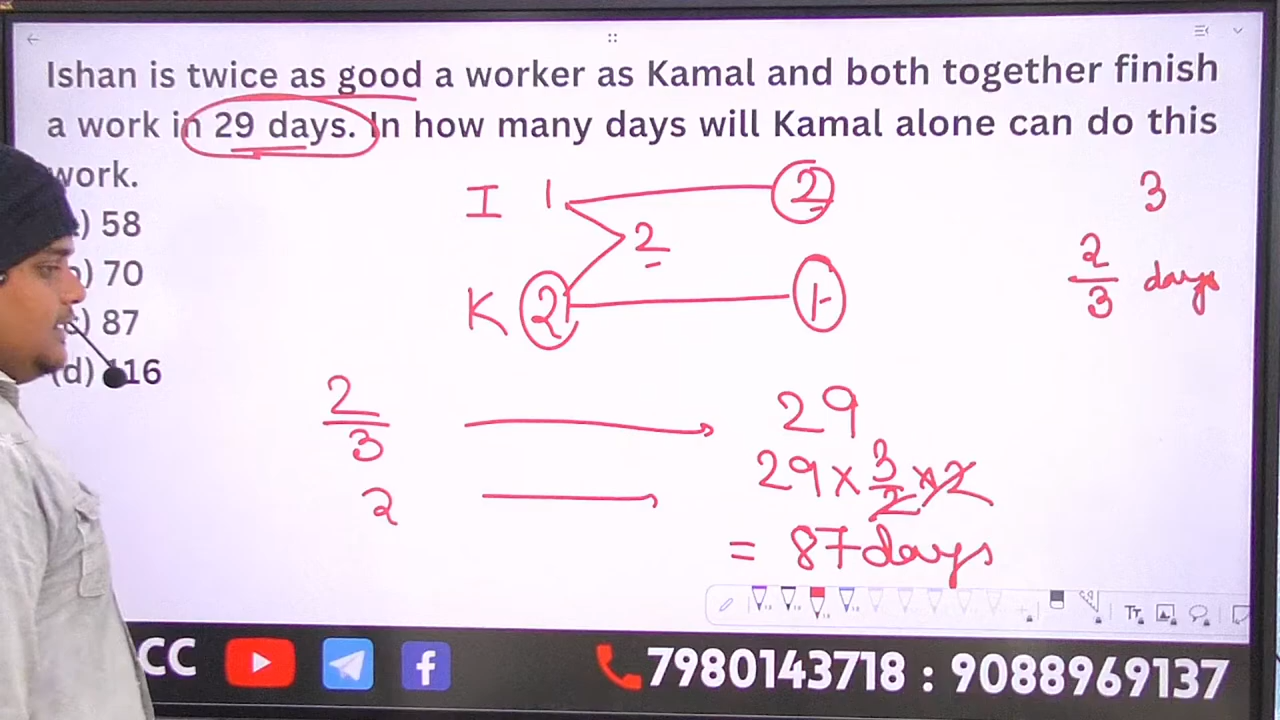 Ishan is twice as good a worker as Kamal and both together finish
a work in 29 days. In how many days will Kamal alone can do this
work.
58
70
87
(d) 116
I 1 2
2
K 2 1
3
2/3 days
2/3 → 29
2 → 29 × 3/2 × 2
= 87 days
CC 7980143718 : 9088969137